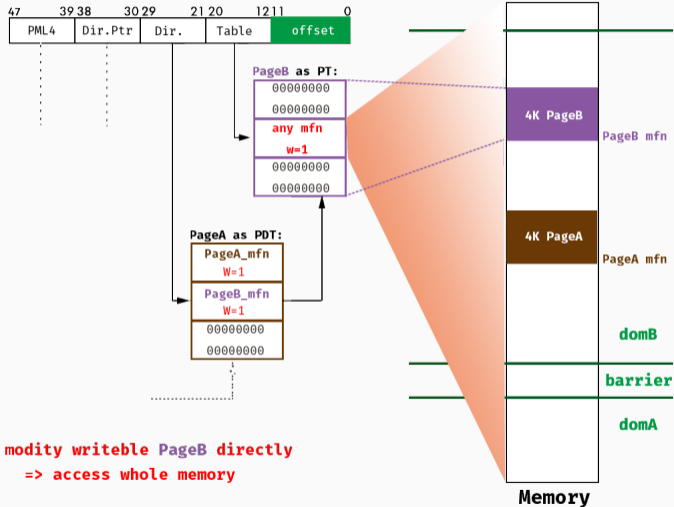 47 39 38 30 29 21 20 12 11 0
PML4 Dir.Ptr Dir. Table offset
PageB as PT:
00000000
00000000
any mfn
w=1
00000000
00000000
PageA as PDT:
PageA_mfn
W=1
PageB_mfn
W=1
00000000
00000000
4K PageB
PageB mfn
4K PageA
PageA mfn
domB
barrier
domA
modity writeble PageB directly
=> access whole memory
Memory